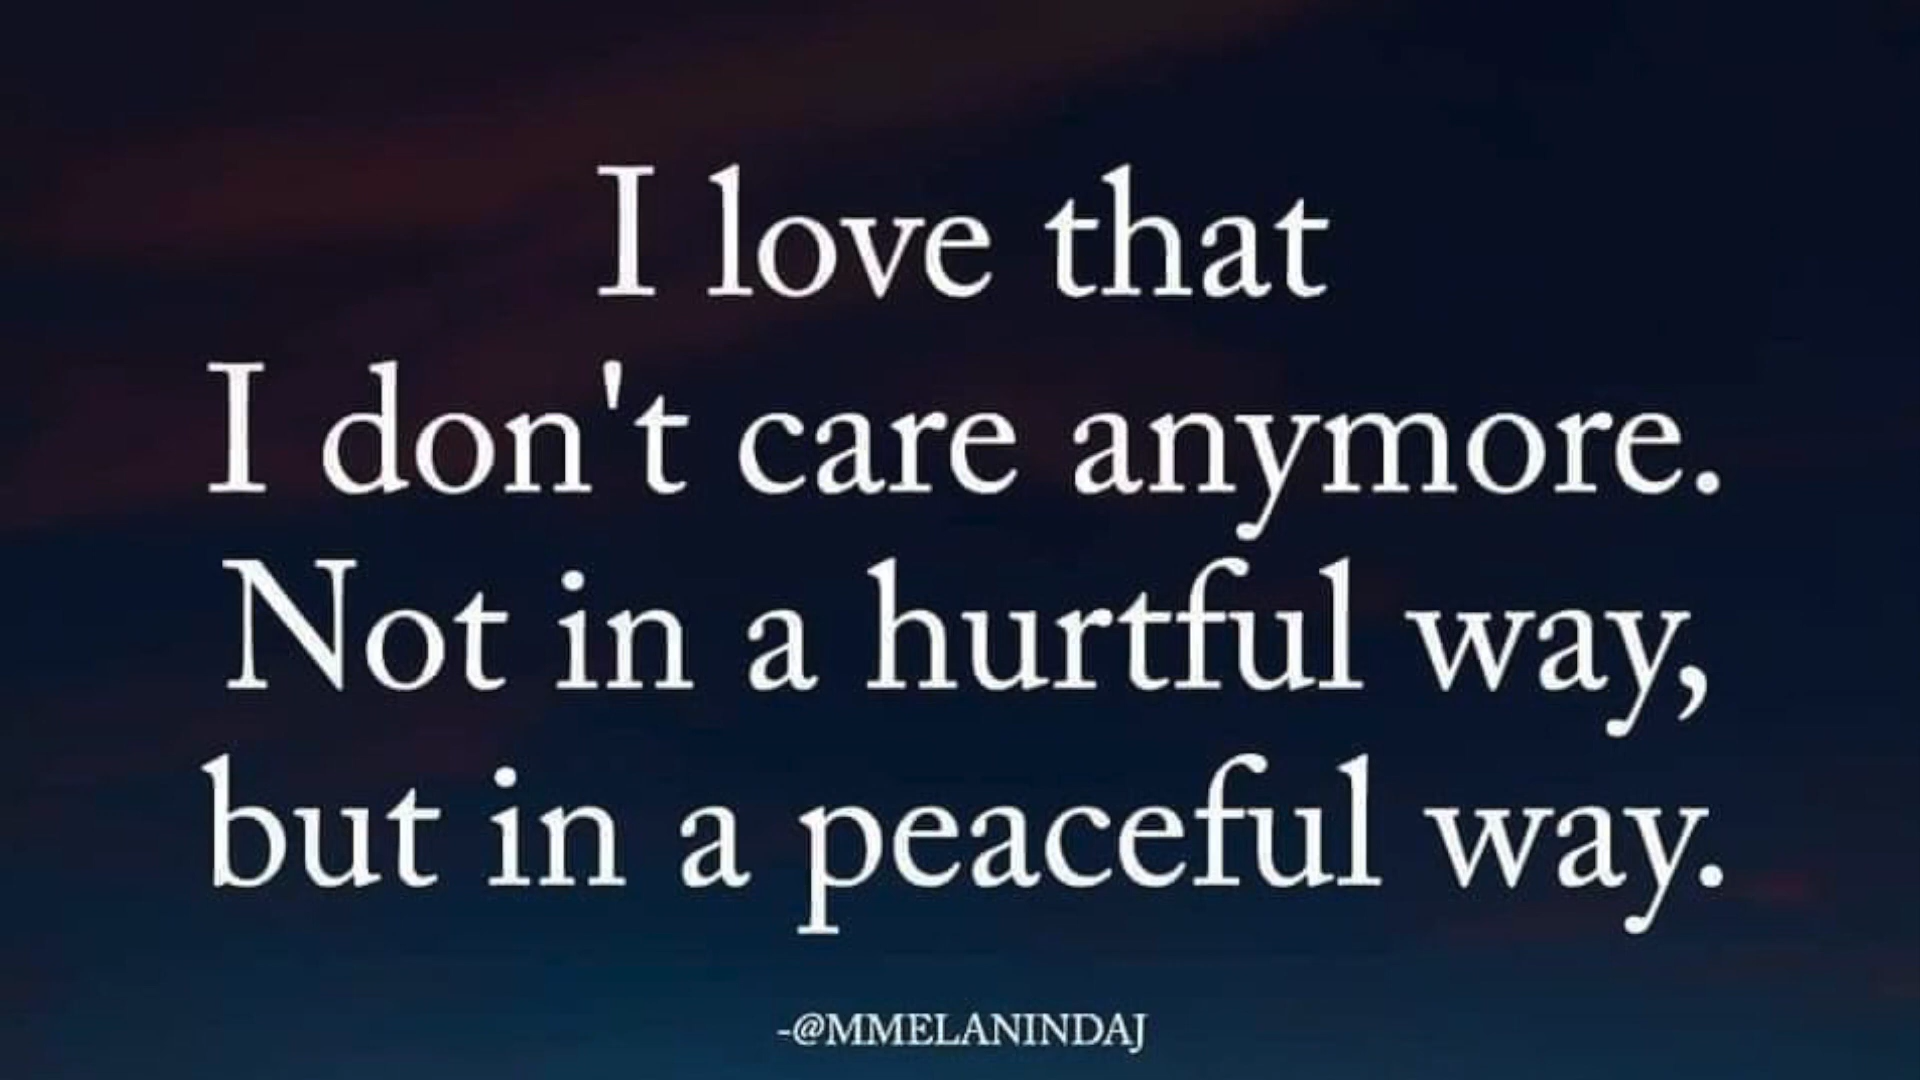 I love that
I don't care anymore.
Not in a hurtful way,
but in a peaceful way.
-@MMELANINDAJ